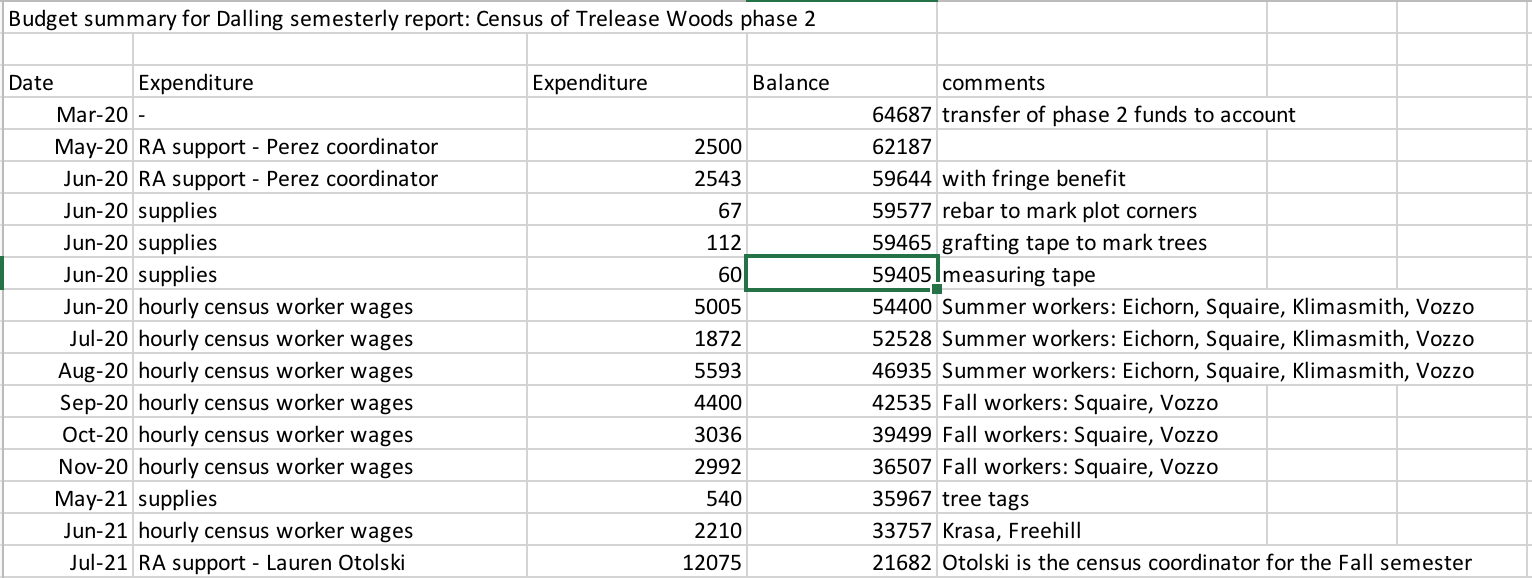 Budget summary for Dalling semesterly report: Census of Trelease Woods phase 2
Date Expenditure Expenditure Balance comments
Mar-20 - 64687 transfer of phase 2 funds to account
May-20 RA support - Perez coordinator 2500 62187
Jun-20 RA support - Perez coordinator 2543 59644 with fringe benefit
Jun-20 supplies 67 59577 rebar to mark plot corners
Jun-20 supplies 112 59465 grafting tape to mark trees
Jun-20 supplies 60 59405 measuring tape
Jun-20 hourly census worker wages 5005 54400 Summer workers: Eichorn, Squaire, Klimasmith, Vozzo
Jul-20 hourly census worker wages 1872 52528 Summer workers: Eichorn, Squaire, Klimasmith, Vozzo
Aug-20 hourly census worker wages 5593 46935 Summer workers: Eichorn, Squaire, Klimasmith, Vozzo
Sep-20 hourly census worker wages 4400 42535 Fall workers: Squaire, Vozzo
Oct-20 hourly census worker wages 3036 39499 Fall workers: Squaire, Vozzo
Nov-20 hourly census worker wages 2992 36507 Fall workers: Squaire, Vozzo
May-21 supplies 540 35967 tree tags
Jun-21 hourly census worker wages 2210 33757 Krasa, Freehill
Jul-21 RA support - Lauren Otolski 12075 21682 Otolski is the census coordinator for the Fall semester